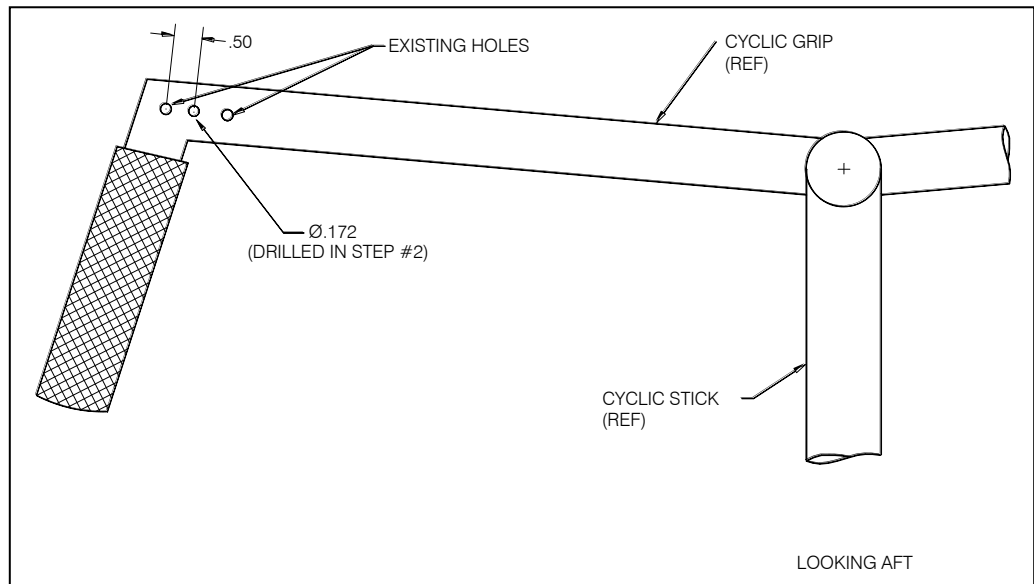 .50
EXISTING HOLES
CYCLIC GRIP
(REF)
Ø.172
(DRILLED IN STEP #2)
CYCLIC STICK
(REF)
LOOKING AFT